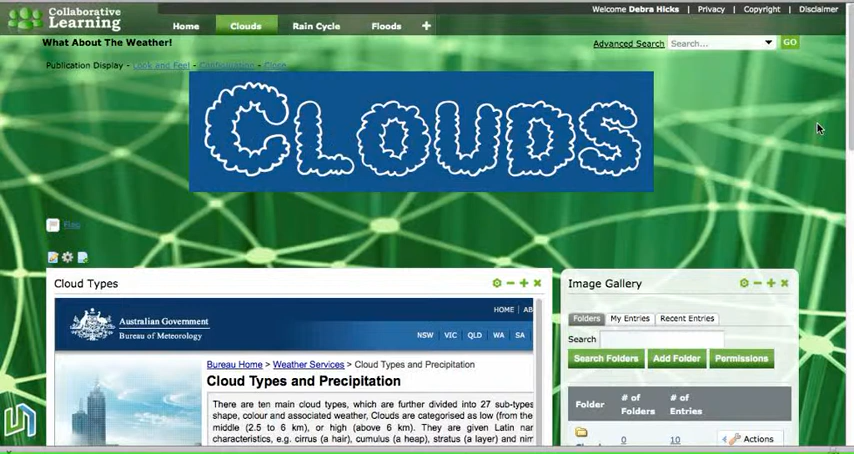 Collaborative
Learning
Welcome Debra Hicks | Privacy | Copyright | Disclaimer
Home Clouds Rain Cycle Floods +
What About The Weather!
Advanced Search Search... GO
Publication Display - Look and Feel - Configuration - Close
CLOUDS
Flag
Cloud Types
Image Gallery
Australian Government
Bureau of Meteorology
HOME | AB
NSW VIC QLD WA SA
Bureau Home > Weather Services > Cloud Types and Precipitation
Cloud Types and Precipitation
There are ten main cloud types, which are further divided into 27 sub-types
shape, colour and associated weather, Clouds are categorised as low (from the
middle (2.5 to 6 km), or high (above 6 km). They are given Latin nar
characteristics, e.g. cirrus (a hair), cumulus (a heap), stratus (a layer) and nim
Folders My Entries Recent Entries
Search
Search Folders Add Folder Permissions
Folder # of Folders # of Entries
0 10 Actions